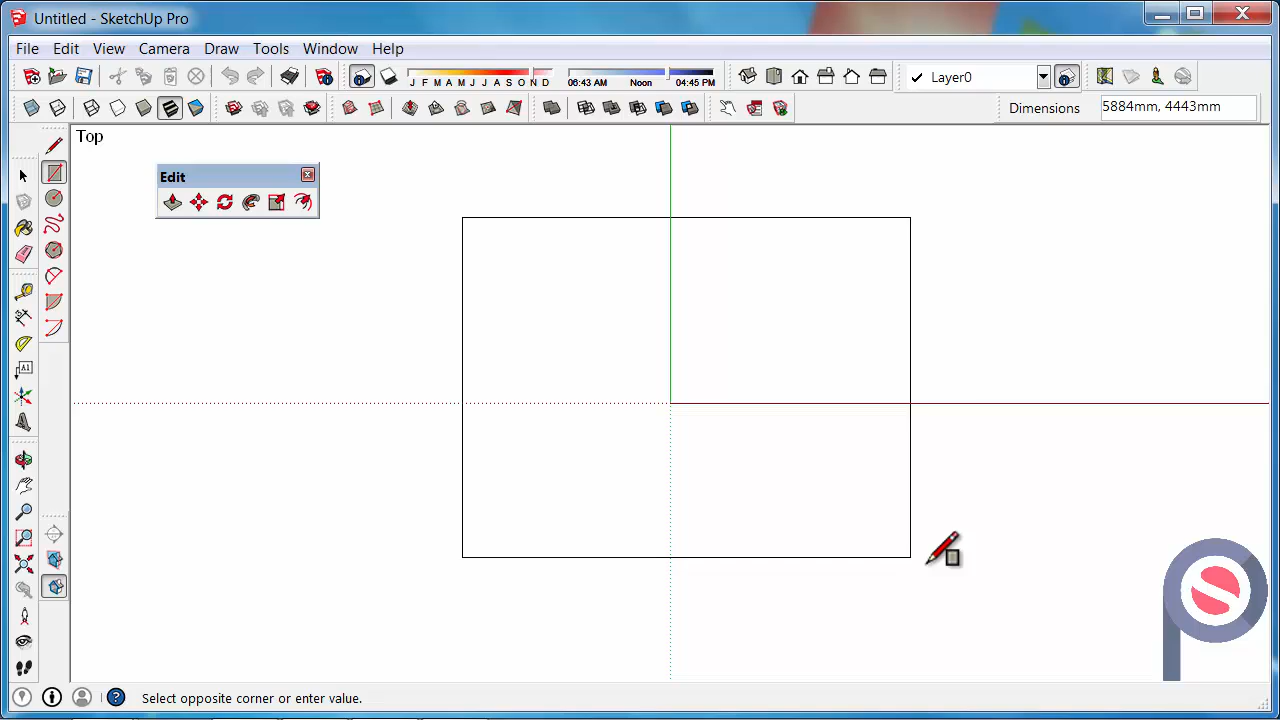 Untitled - SketchUp Pro
File Edit View Camera Draw Tools Window Help
J F M A M J J A S O N D
06:43 AM Noon 04:45 PM
Layer0
Dimensions 5884mm, 4443mm
Top
Edit
A1
Select opposite corner or enter value.